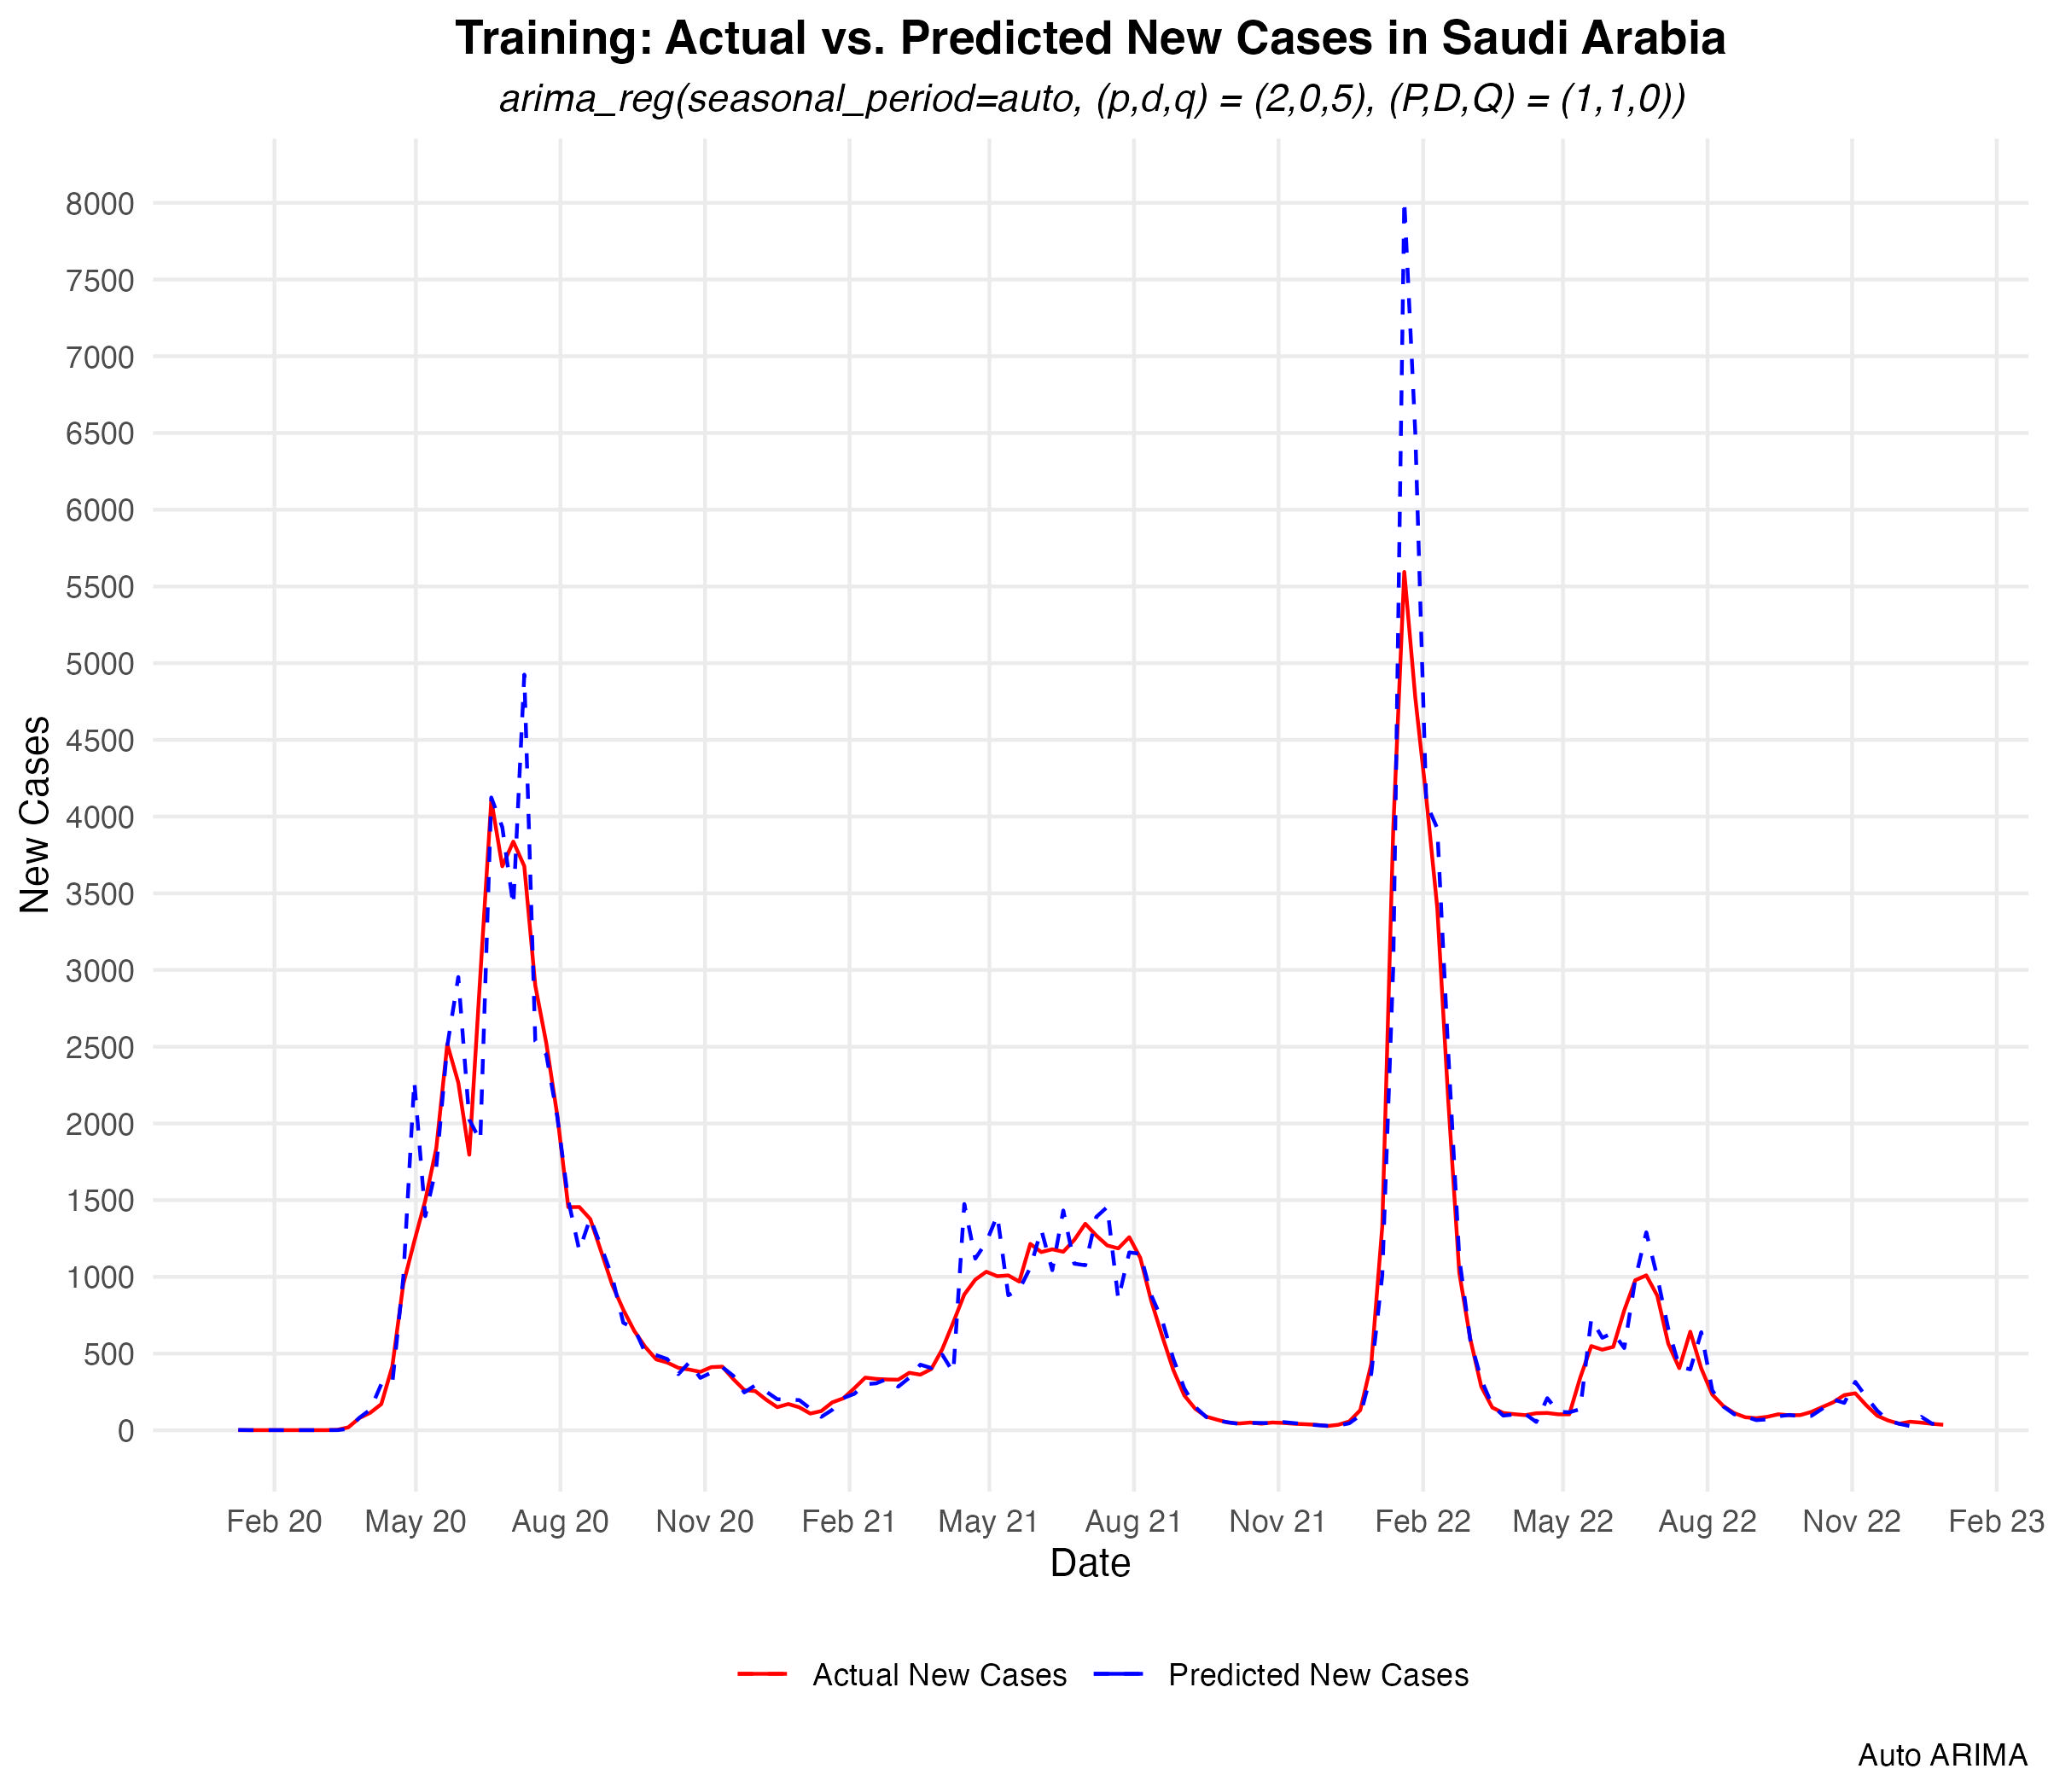 Training: Actual vs. Predicted New Cases in Saudi Arabia
arima_reg(seasonal_period=auto, (p,d,q) = (2,0,5), (P,D,Q) = (1,1,0))
New Cases
8000
7500
7000
6500
6000
5500
5000
4500
4000
3500
3000
2500
2000
1500
1000
500
0
Feb 20 May 20 Aug 20 Nov 20 Feb 21 May 21 Aug 21 Nov 21 Feb 22 May 22 Aug 22 Nov 22 Feb 23
Date
Actual New Cases Predicted New Cases
Auto ARIMA